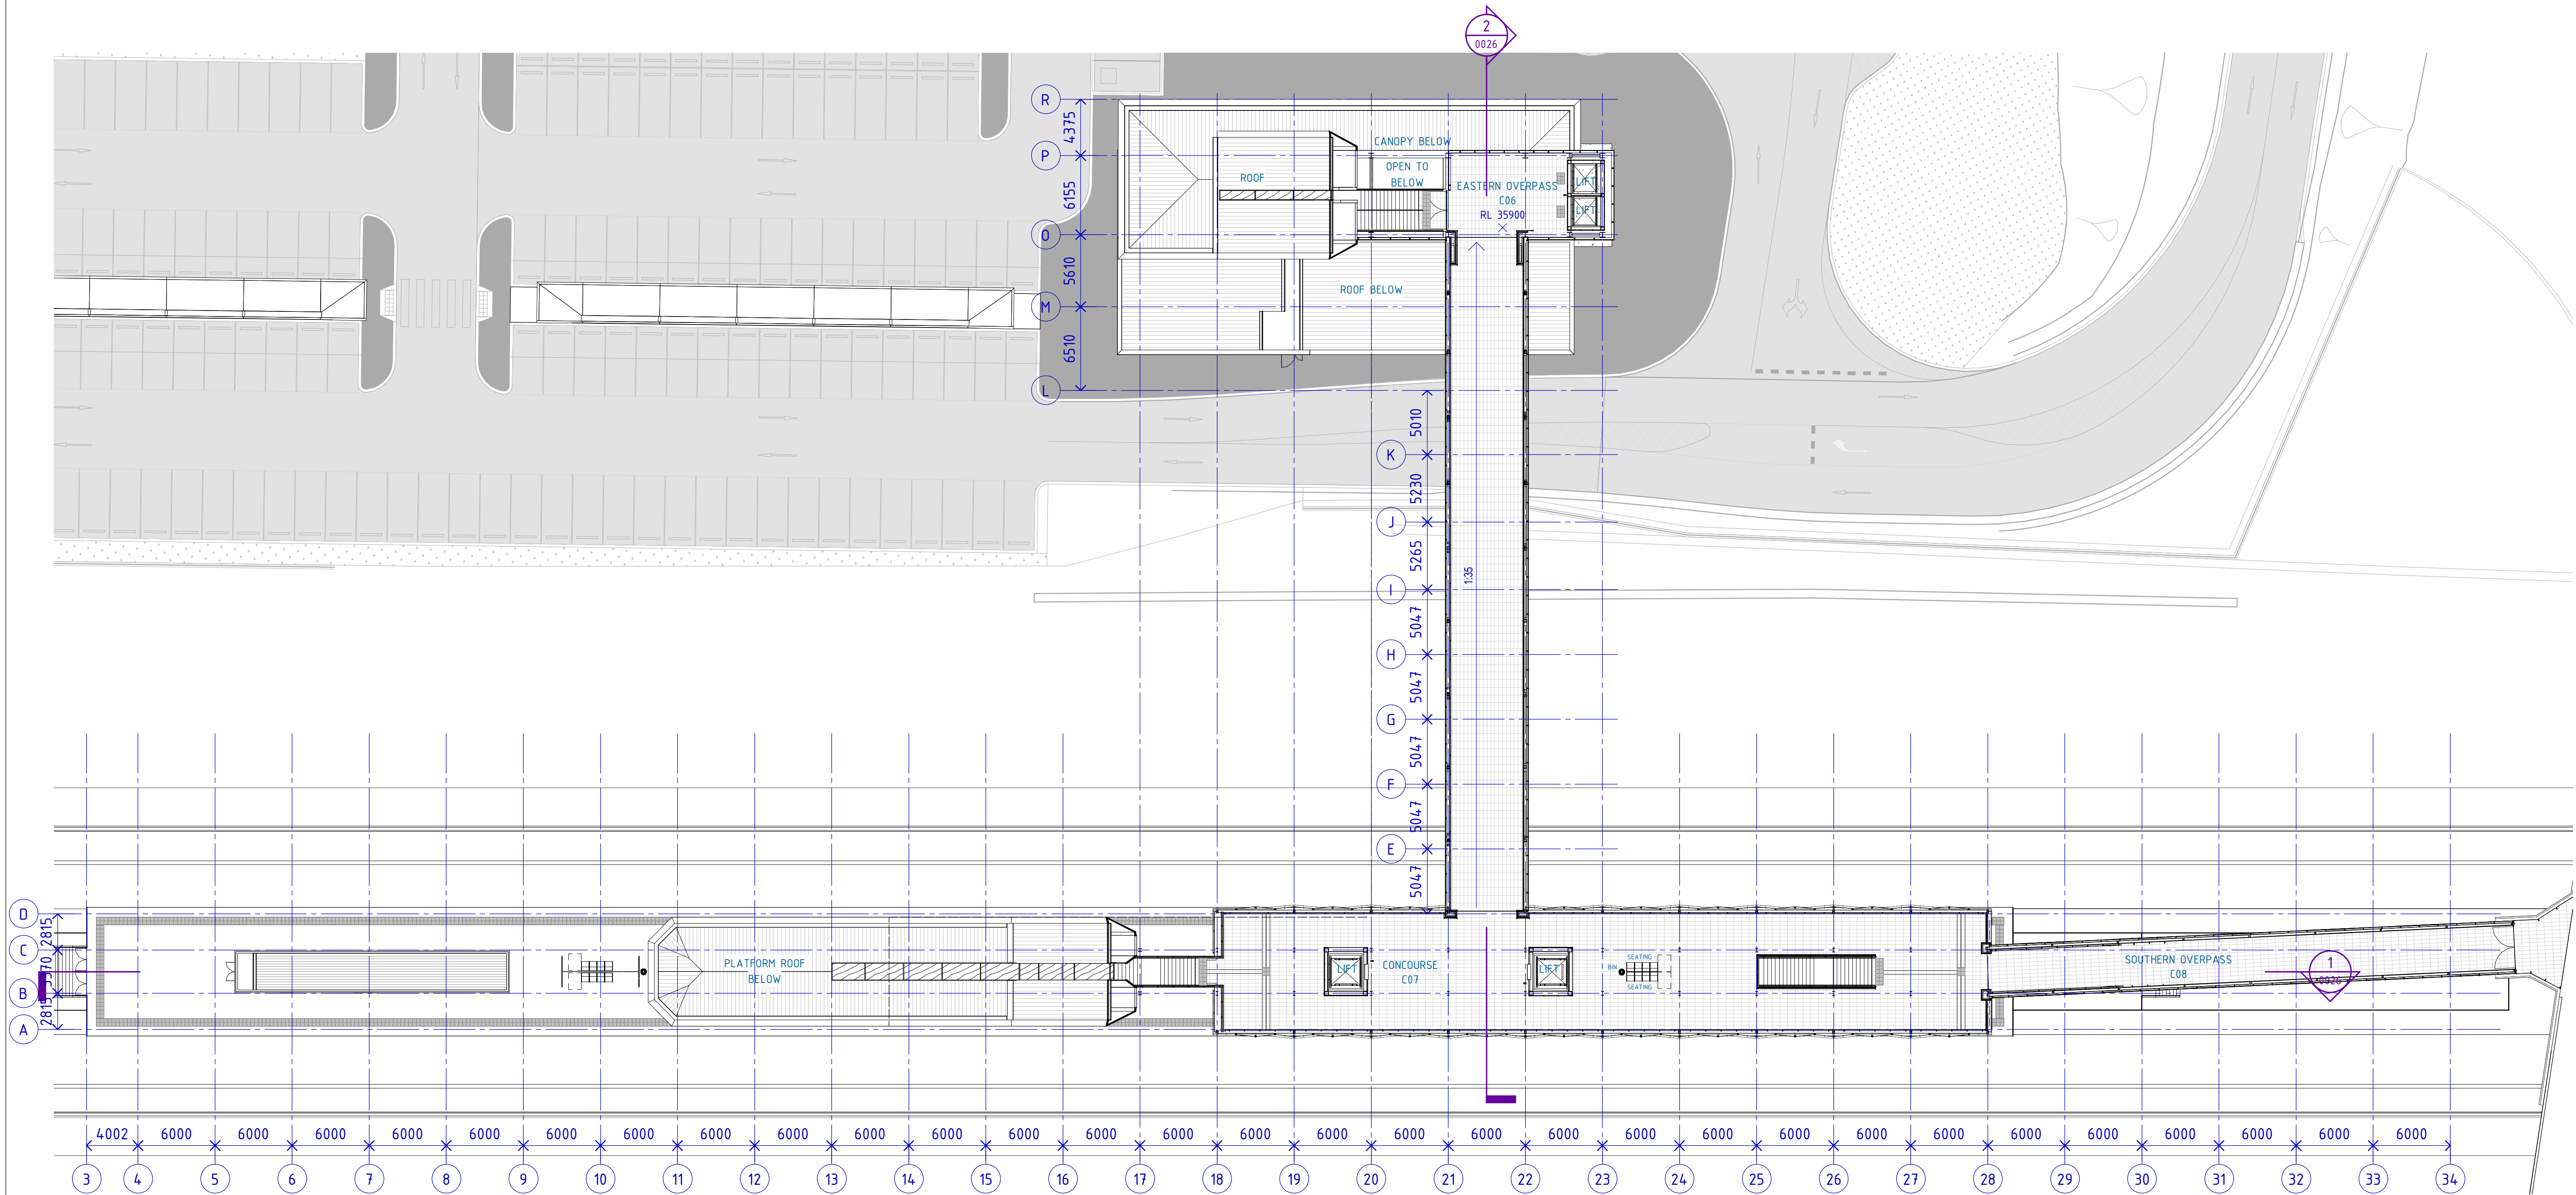 2
0026
R
4375
P
6155
O
5610
M
6510
L
CANOPY BELOW
ROOF
OPEN TO
BELOW
EASTERN OVERPASS
C06
RL 35900
LIFT
LIFT
ROOF BELOW
5010
K
5230
J
5265
I
1:35
5047
H
5047
G
5047
F
5047
E
5047
D
2815
C
5370
B
2815
A
PLATFORM ROOF
BELOW
LIFT
CONCOURSE
C07
LIFT
BIN
SEATING
SEATING
SOUTHERN OVERPASS
C08
1
0026
4002 6000 6000 6000 6000 6000 6000 6000 6000 6000 6000 6000 6000 6000 6000 6000 6000 6000 6000 6000 6000 6000 6000 6000 6000 6000 6000 6000 6000 6000 6000
3 4 5 6 7 8 9 10 11 12 13 14 15 16 17 18 19 20 21 22 23 24 25 26 27 28 29 30 31 32 33 34